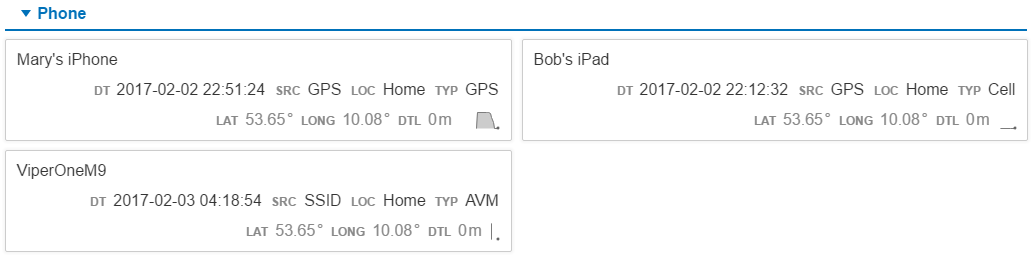 Phone
Mary's iPhone
DT 2017-02-02 22:51:24 SRC GPS LOC Home TYP GPS
LAT 53.65° LONG 10.08° DTL 0m
Bob's iPad
DT 2017-02-02 22:12:32 SRC GPS LOC Home TYP Cell
LAT 53.65° LONG 10.08° DTL 0m
ViperOneM9
DT 2017-02-03 04:18:54 SRC SSID LOC Home TYP AVM
LAT 53.65° LONG 10.08° DTL 0m